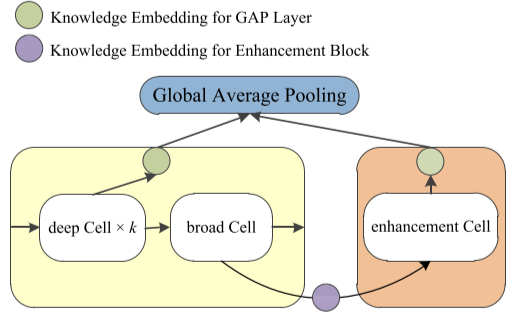 Knowledge Embedding for GAP Layer
Knowledge Embedding for Enhancement Block
Global Average Pooling
deep Cell × k
broad Cell
enhancement Cell